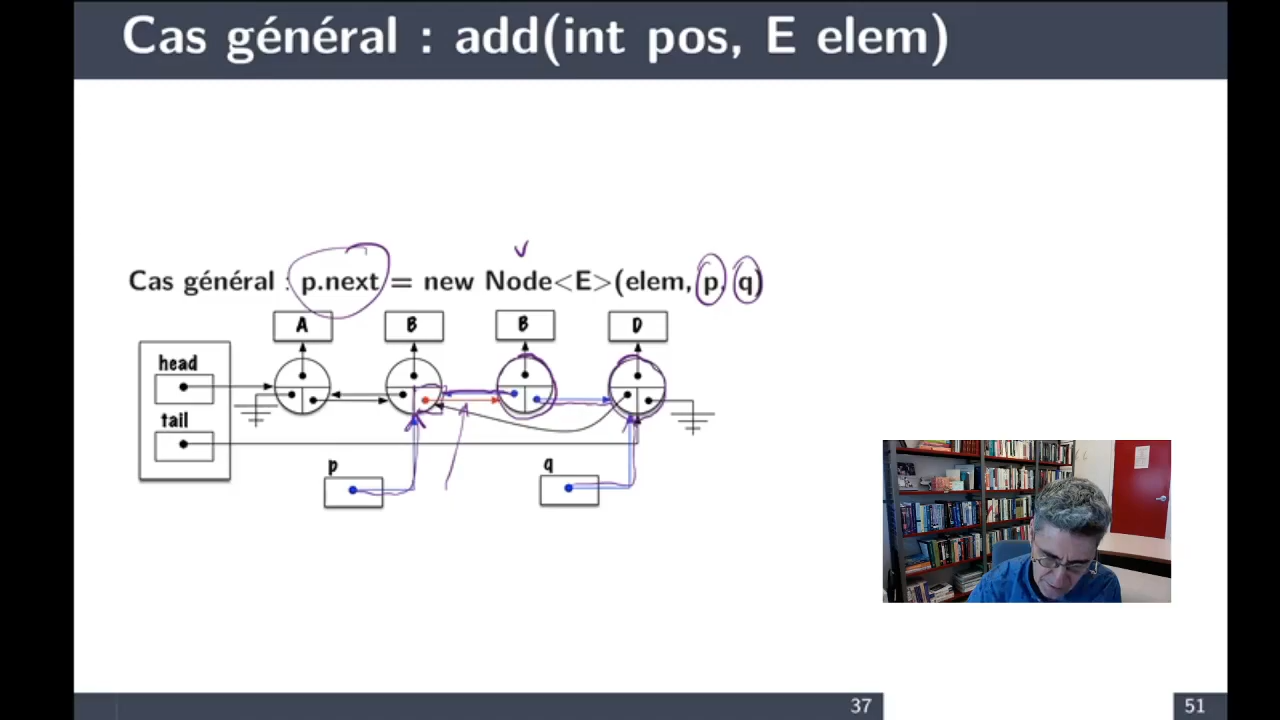 Cas général : add(int pos, E elem)
Cas général : p.next = new Node<E>(elem, p, q)
A B B D
head
tail
p q
37 51